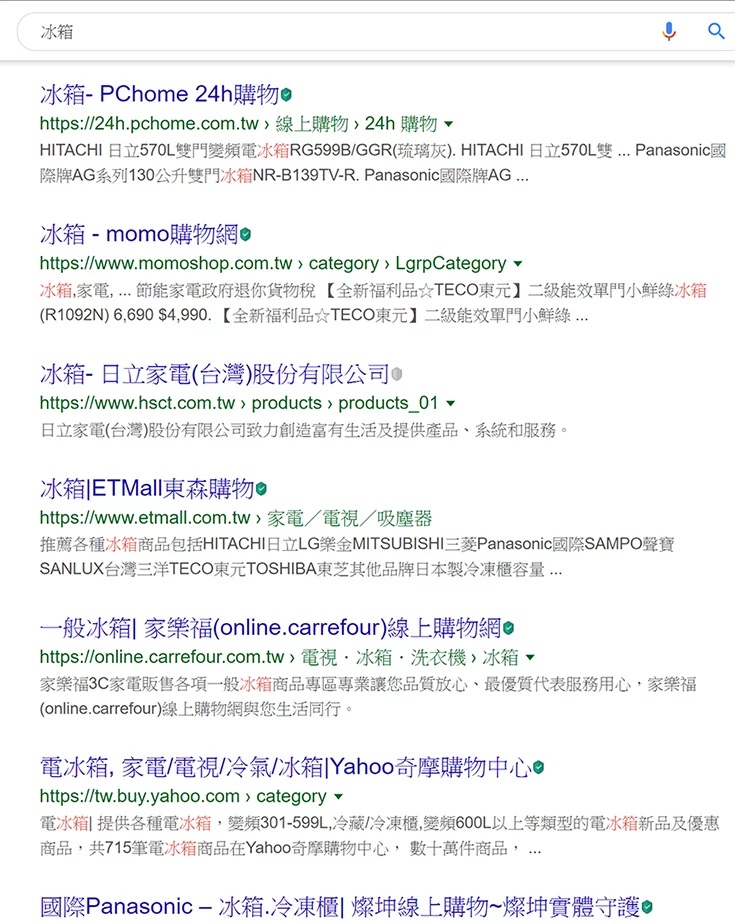 冰箱
冰箱- PChome 24h購物
https://24h.pchome.com.tw › 線上購物 › 24h 購物
HITACHI 日立570L雙門變頻電冰箱RG599B/GGR(琉璃灰). HITACHI 日立570L雙 ... Panasonic國
際牌AG系列130公升雙門冰箱NR-B139TV-R. Panasonic國際牌AG ...
冰箱 - momo購物網
https://www.momoshop.com.tw › category › LgrpCategory
冰箱,家電, ... 節能家電政府退你貨物稅 【全新福利品☆TECO東元】二級能效單門小鮮綠冰箱
(R1092N) 6,690 $4,990. 【全新福利品☆TECO東元】二級能效單門小鮮綠 ...
冰箱- 日立家電(台灣)股份有限公司
https://www.hsct.com.tw › products › products_01
日立家電(台灣)股份有限公司致力創造富有生活及提供產品、系統和服務。
冰箱|ETMall東森購物
https://www.etmall.com.tw › 家電／電視／吸塵器
推薦各種冰箱商品包括HITACHI日立LG樂金MITSUBISHI三菱Panasonic國際SAMPO聲寶
SANLUX台灣三洋TECO東元TOSHIBA東芝其他品牌日本製冷凍櫃容量 ...
一般冰箱| 家樂福(online.carrefour)線上購物網
https://online.carrefour.com.tw › 電視．冰箱．洗衣機 › 冰箱
家樂福3C家電販售各項一般冰箱商品專區專業讓您品質放心、最優質代表服務用心，家樂福
(online.carrefour)線上購物網與您生活同行。
電冰箱, 家電/電視/冷氣/冰箱|Yahoo奇摩購物中心
https://tw.buy.yahoo.com › category
電冰箱| 提供各種電冰箱，變頻301-599L,冷藏/冷凍櫃,變頻600L以上等類型的電冰箱新品及優惠
商品，共715筆電冰箱商品在Yahoo奇摩購物中心， 數十萬件商品， ...
國際Panasonic – 冰箱.冷凍櫃| 燦坤線上購物~燦坤實體守護